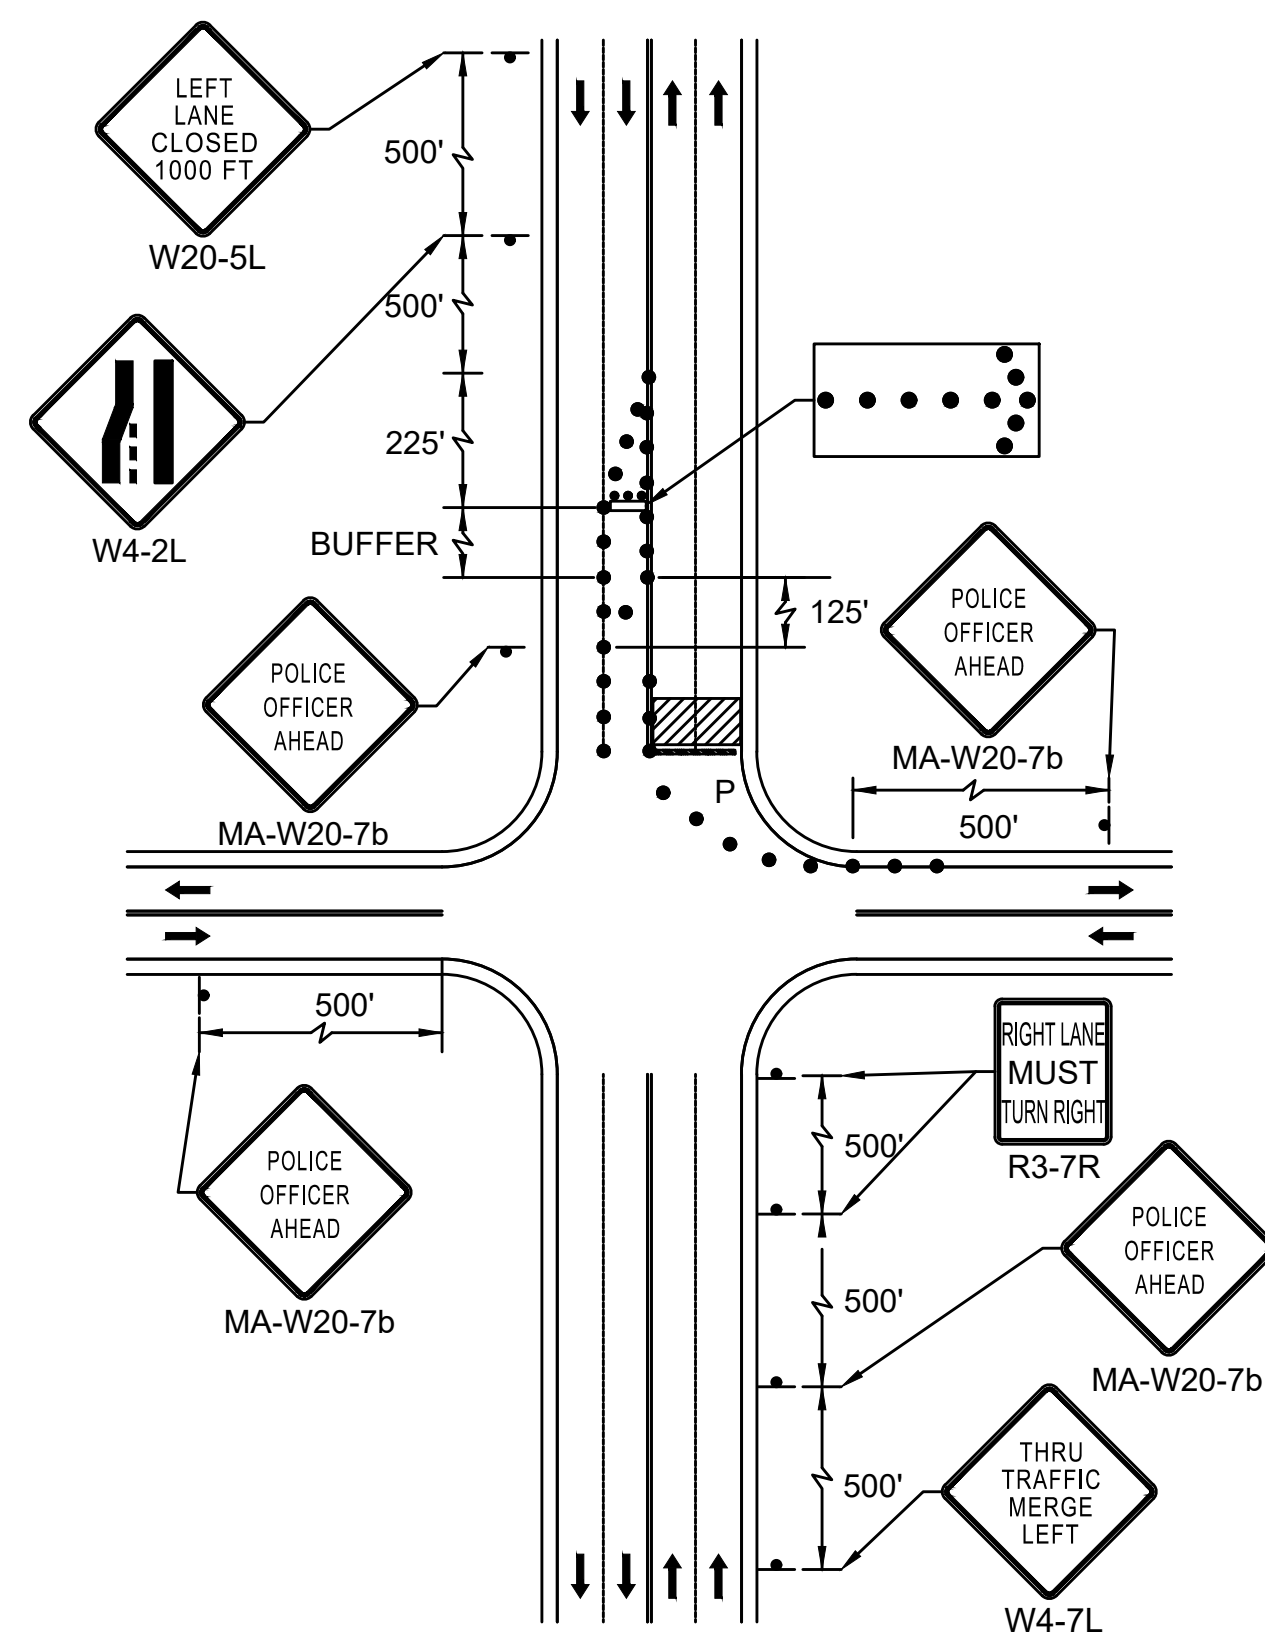 LEFT
LANE
CLOSED
1000 FT
W20-5L
500'
500'
W4-2L
225'
BUFFER
125'
POLICE
OFFICER
AHEAD
MA-W20-7b
POLICE
OFFICER
AHEAD
MA-W20-7b
P
500'
500'
POLICE
OFFICER
AHEAD
MA-W20-7b
RIGHT LANE
MUST
TURN RIGHT
R3-7R
500'
POLICE
OFFICER
AHEAD
MA-W20-7b
500'
500'
THRU
TRAFFIC
MERGE
LEFT
W4-7L